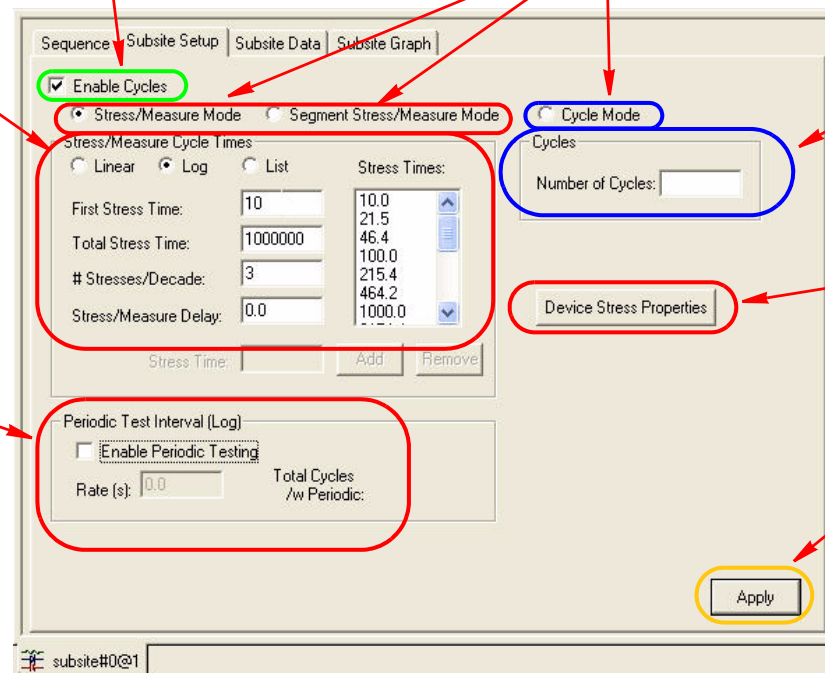 Sequence Subsite Setup Subsite Data Subsite Graph
Enable Cycles
Stress/Measure Mode Segment Stress/Measure Mode Cycle Mode
Stress/Measure Cycle Times
Linear Log List Stress Times:
First Stress Time: 10
Total Stress Time: 1000000
# Stresses/Decade: 3
Stress/Measure Delay: 0.0
10.0
21.5
46.4
100.0
215.4
464.2
1000.0
Stress Time: Add Remove
Cycles
Number of Cycles:
Device Stress Properties
Periodic Test Interval (Log)
Enable Periodic Testing
Rate (s): 0.0 Total Cycles
/w Periodic:
Apply
subsite#0@1